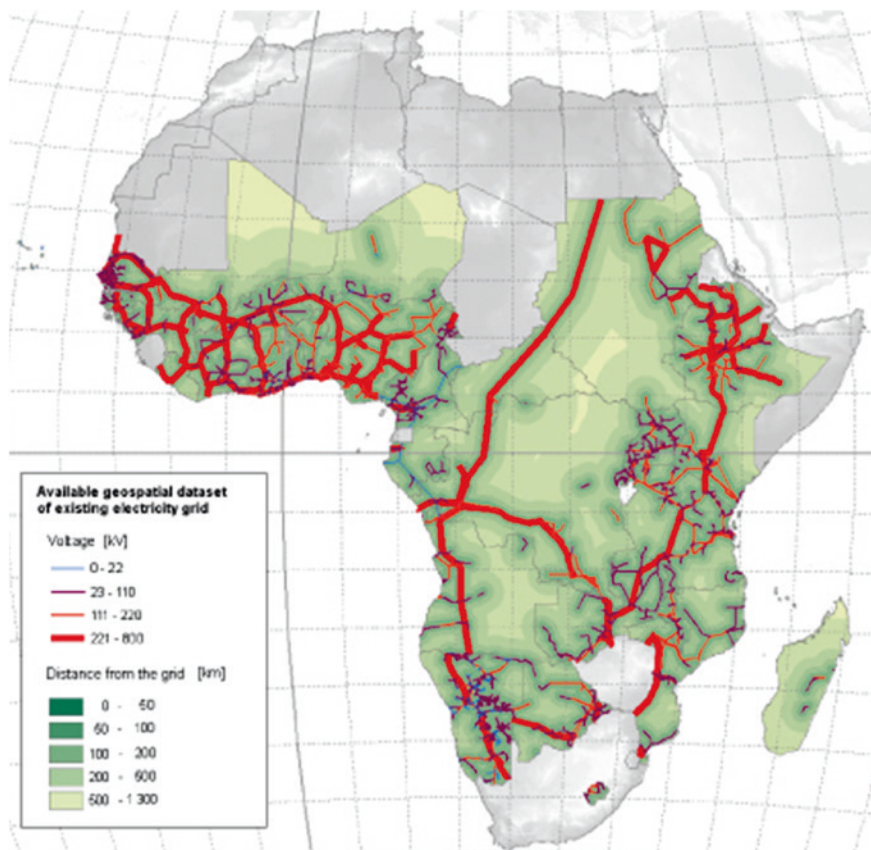 Available geospatial dataset
of existing electricity grid
Voltage [kV]
0 - 22
23 - 110
111 - 220
221 - 800
Distance from the grid [km]
0 - 50
50 - 100
100 - 200
200 - 500
500 - 1 300